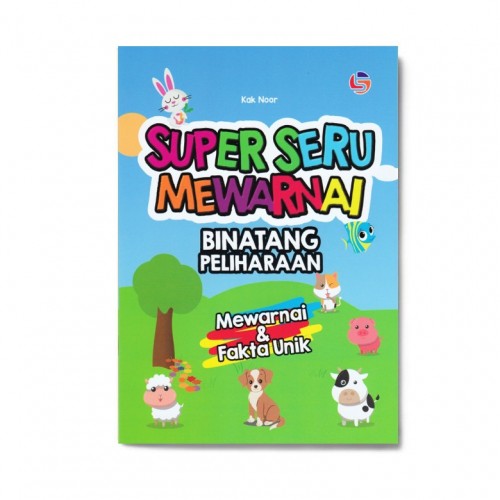 Kak Noor
SUPER SERU
MEWARNAI
BINATANG
PELIHARAAN
Mewarnai
&
Fakta Unik